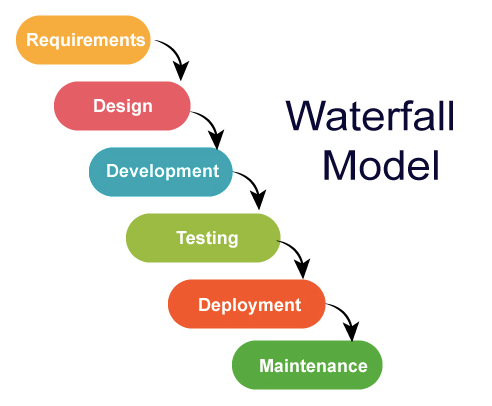 Requirements
Design
Waterfall
Model
Development
Testing
Deployment
Maintenance